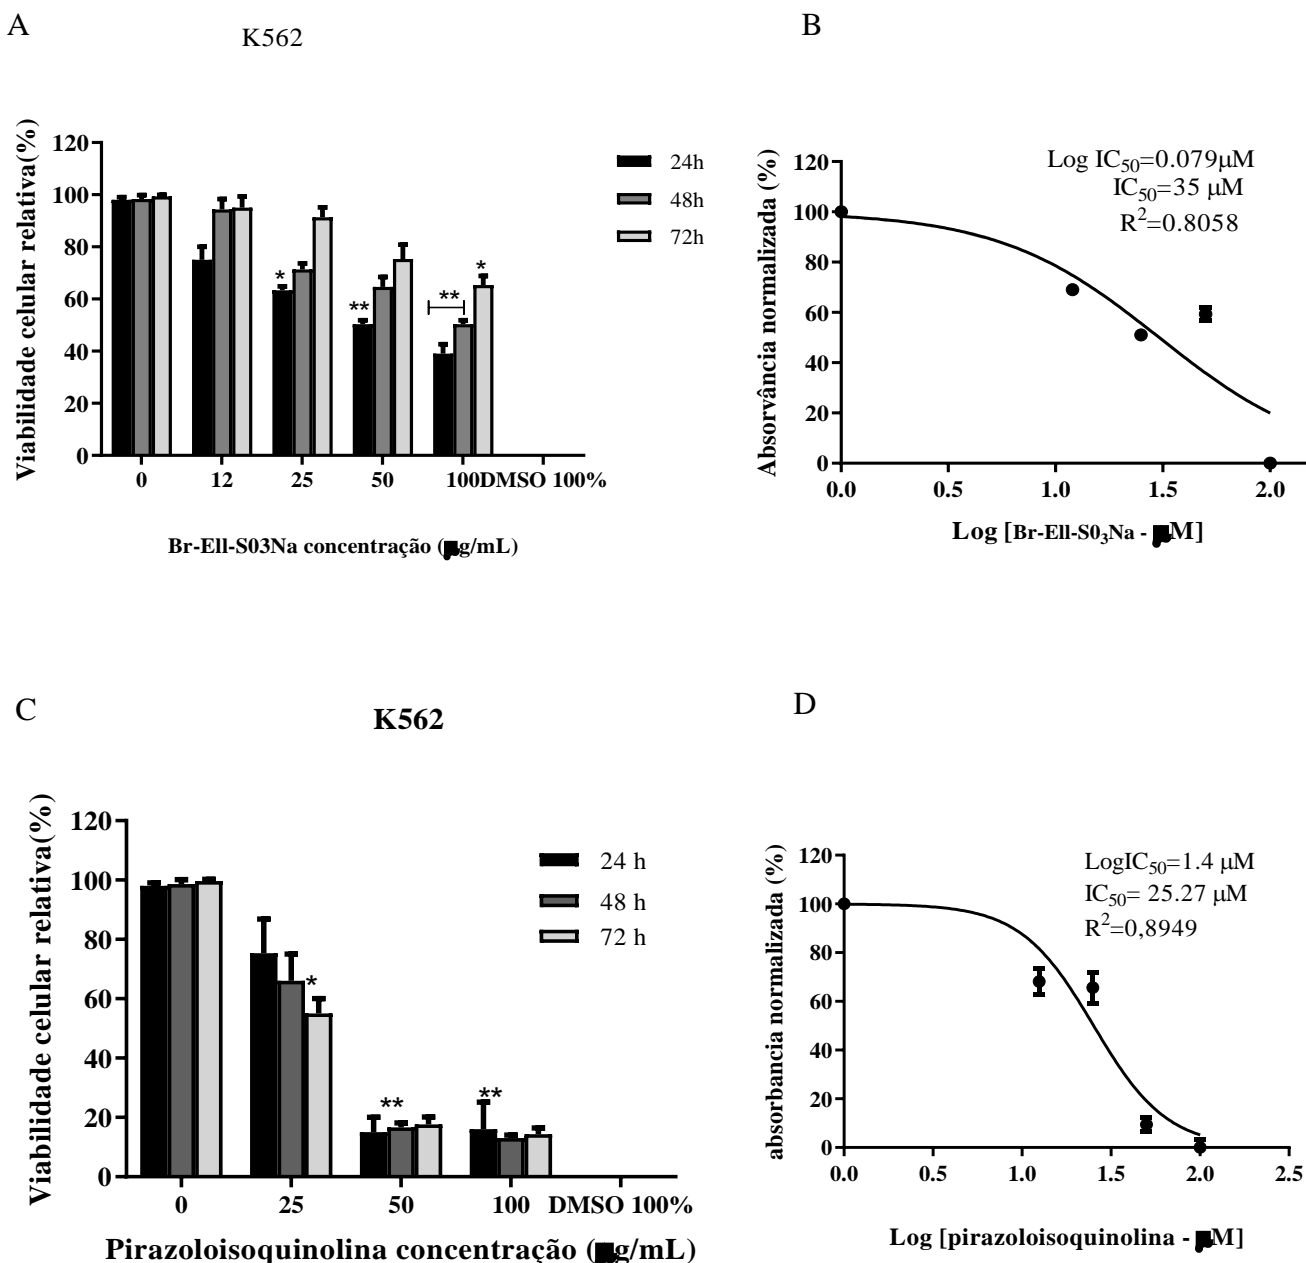 A
K562
Viabilidade celular relativa(%)
120
100
80
60
40
20
0
*
**
**
*
24h
48h
72h
0 12 25 50 100DMSO 100%
Br-Ell-S03Na concentração (µg/mL)
B
Absorvância normalizada (%)
120
100
80
60
40
20
0
Log IC50=0.079µM
IC50=35 µM
R²=0.8058
0.0 0.5 1.0 1.5 2.0
Log [Br-Ell-S0₃Na - µM]
C
K562
Viabilidade celular relativa(%)
120
100
80
60
40
20
0
*
**
**
24 h
48 h
72 h
0 25 50 100 DMSO 100%
Pirazoloisoquinolina concentração (µg/mL)
D
absorbancia normalizada (%)
120
100
80
60
40
20
0
LogIC50=1.4 µM
IC50= 25.27 µM
R²=0,8949
0.0 0.5 1.0 1.5 2.0 2.5
Log [pirazoloisoquinolina - µM]